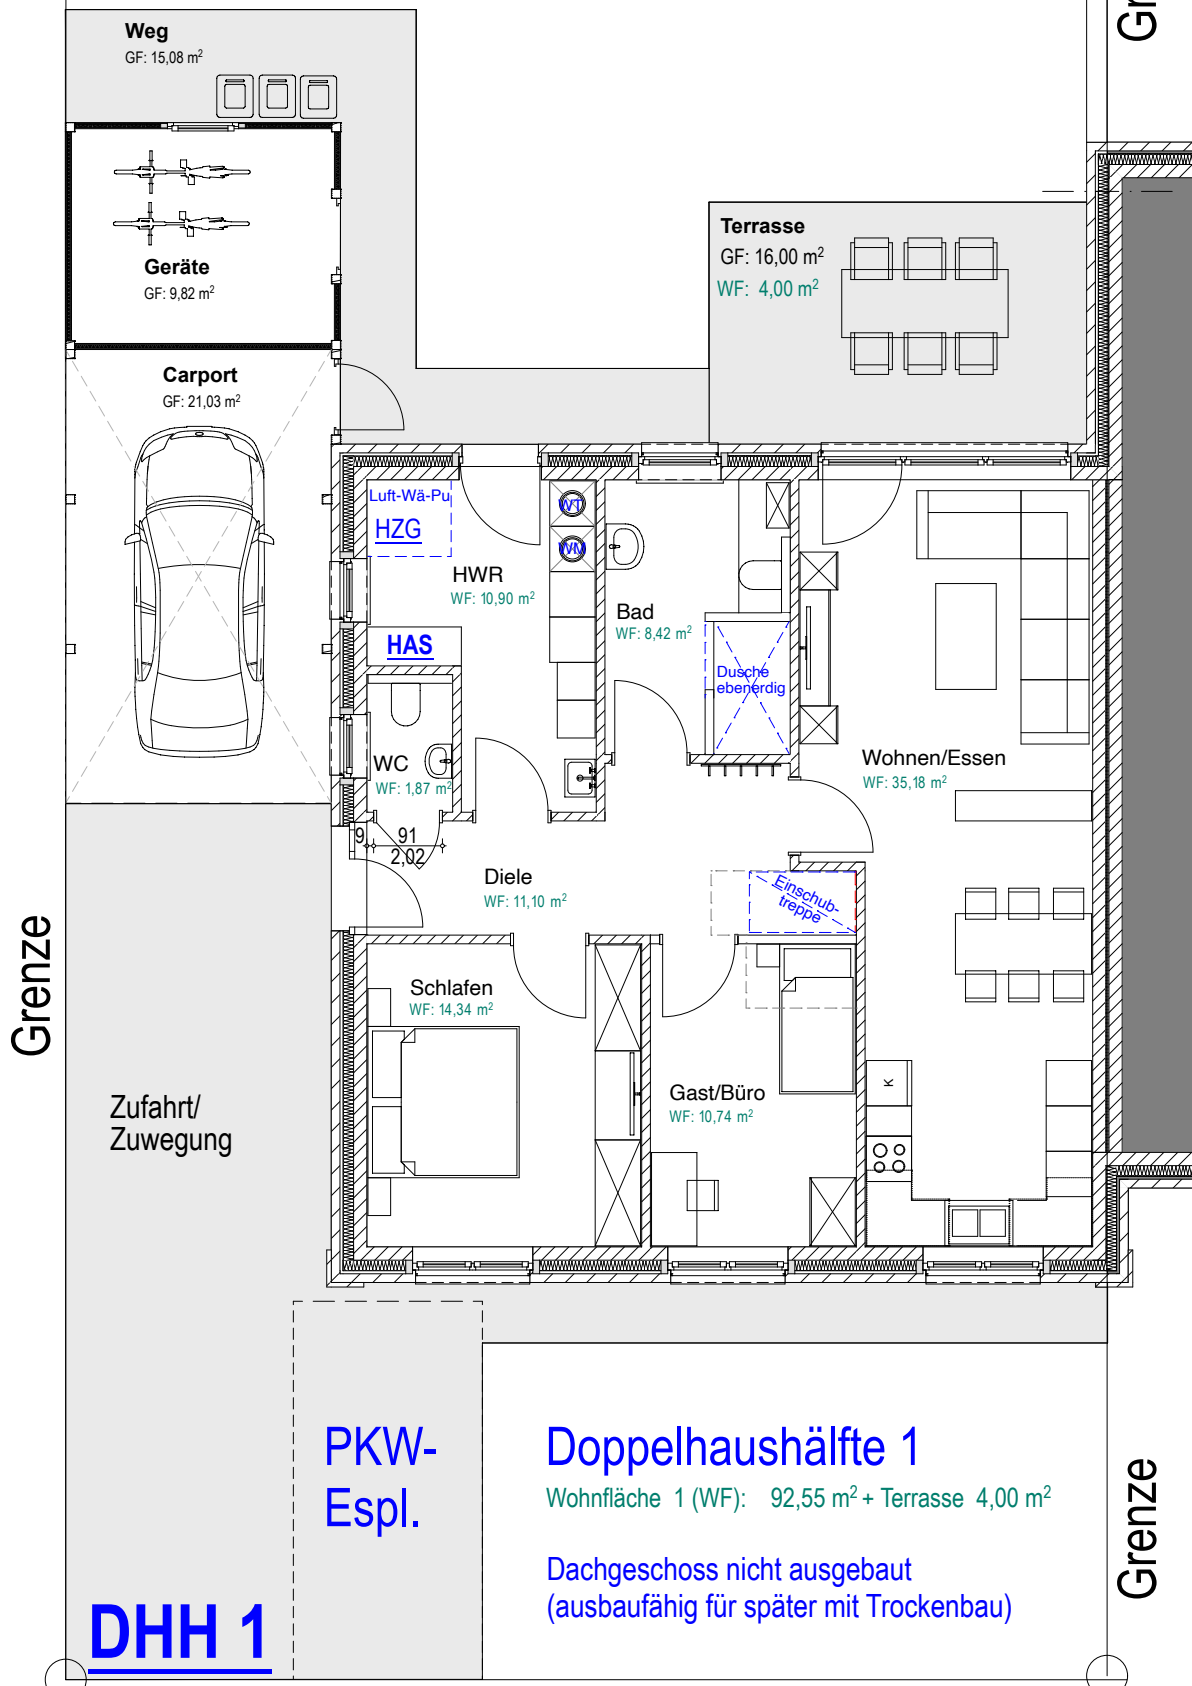 Weg
GF: 15,08 m²
Gr
Geräte
GF: 9,82 m²
Terrasse
GF: 16,00 m²
WF: 4,00 m²
Carport
GF: 21,03 m²
Luft-Wä-Pu
HZG
WT
WM
HWR
WF: 10,90 m²
HAS
Bad
WF: 8,42 m²
Dusche
ebenerdig
WC
WF: 1,87 m²
Wohnen/Essen
WF: 35,18 m²
9
91
2,02
Diele
WF: 11,10 m²
Einschub-
treppe
Grenze
Schlafen
WF: 14,34 m²
Gast/Büro
WF: 10,74 m²
K
Zufahrt/
Zuwegung
PKW-
Espl.
Doppelhaushälfte 1
Wohnfläche 1 (WF): 92,55 m² + Terrasse 4,00 m²
Dachgeschoss nicht ausgebaut
(ausbaufähig für später mit Trockenbau)
Grenze
DHH 1